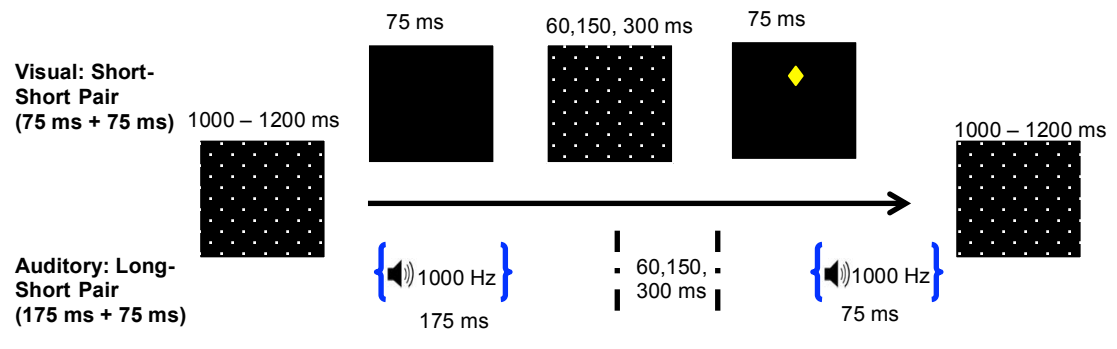 75 ms
60,150, 300 ms
75 ms
Visual: Short-
Short Pair
(75 ms + 75 ms)
1000 – 1200 ms
1000 – 1200 ms
Auditory: Long-
Short Pair
(175 ms + 75 ms)
1000 Hz
175 ms
60,150,
300 ms
1000 Hz
75 ms